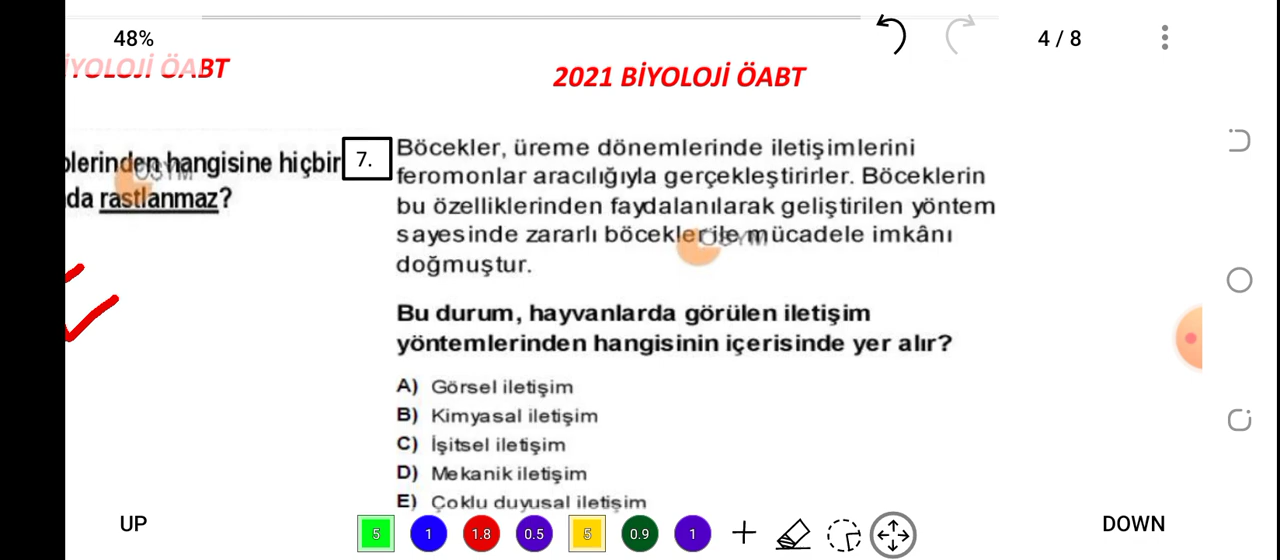 48%
4 / 8
İYOLOJİ ÖABT
2021 BİYOLOJİ ÖABT
hangisine hiçbir
da rastlanmaz?
ÖSYM
7.
Böcekler, üreme dönemlerinde iletişimlerini
feromonlar aracılığıyla gerçekleştirirler. Böceklerin
bu özelliklerinden faydalanılarak geliştirilen yöntem
sayesinde zararlı böcekler ile mücadele imkânı
ÖSYM
doğmuştur.
Bu durum, hayvanlarda görülen iletişim
yöntemlerinden hangisinin içerisinde yer alır?
A) Görsel iletişim
B) Kimyasal iletişim
C) İşitsel iletişim
D) Mekanik iletişim
E) Çoklu duyusal iletişim
UP
5 1 1.8 0.5 5 0.9 1
DOWN